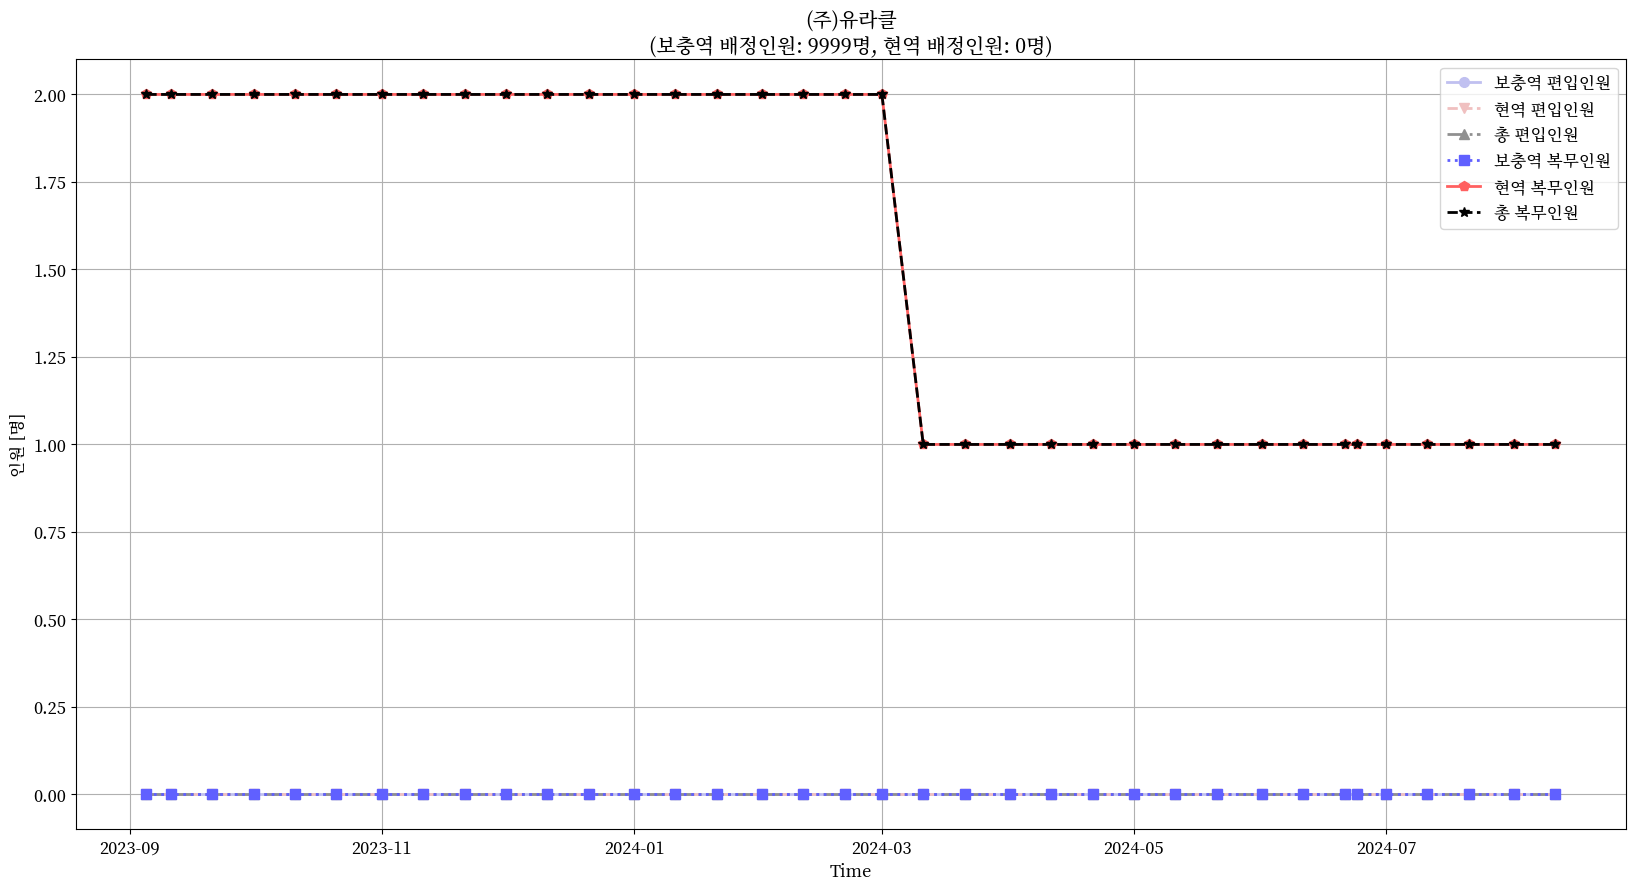 (주)유라클
(보충역 배정인원: 9999명, 현역 배정인원: 0명)
보충역 편입인원
현역 편입인원
총 편입인원
보충역 복무인원
현역 복무인원
총 복무인원
인원 [명]
2.00
1.75
1.50
1.25
1.00
0.75
0.50
0.25
0.00
2023-09 2023-11 2024-01 2024-03 2024-05 2024-07
Time